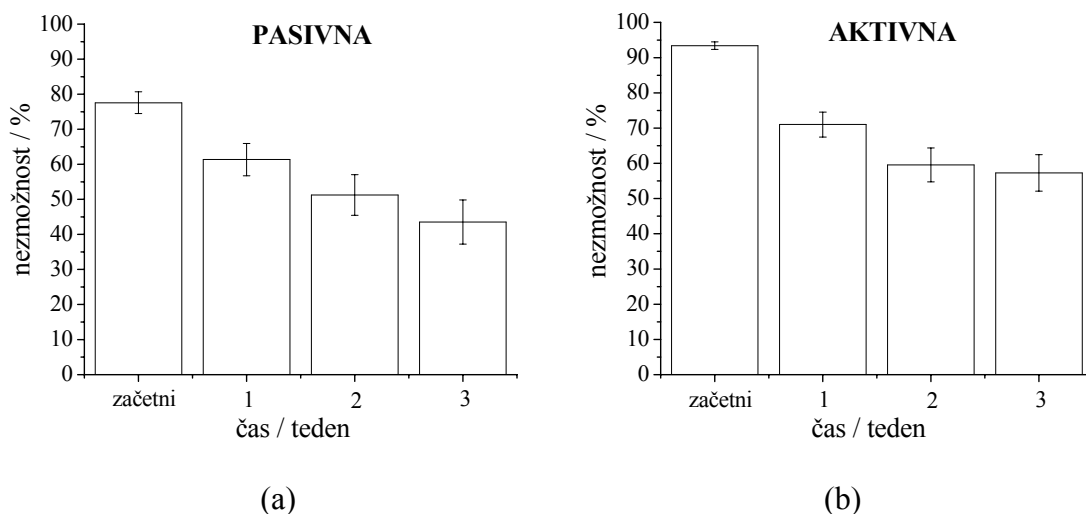 PASIVNA
100
90
80
70
60
50
40
30
20
10
0
nezmožnost / %
začetni 1 2 3
čas / teden
(a)
AKTIVNA
100
90
80
70
60
50
40
30
20
10
0
nezmožnost / %
začetni 1 2 3
čas / teden
(b)